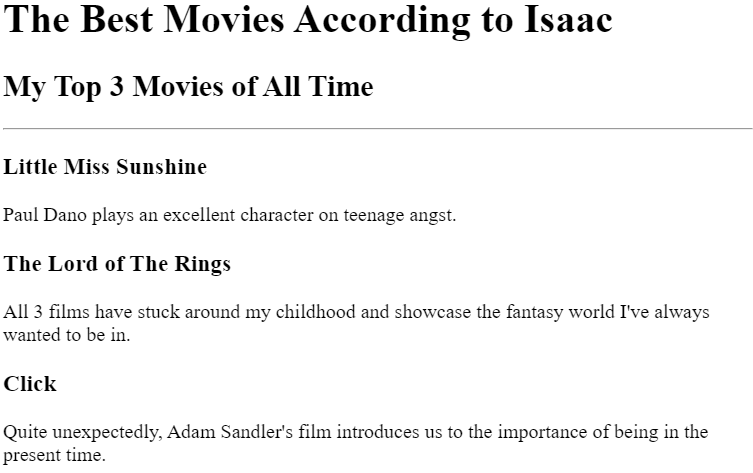 The Best Movies According to Isaac
My Top 3 Movies of All Time
Little Miss Sunshine
Paul Dano plays an excellent character on teenage angst.
The Lord of The Rings
All 3 films have stuck around my childhood and showcase the fantasy world I've always
wanted to be in.
Click
Quite unexpectedly, Adam Sandler's film introduces us to the importance of being in the
present time.